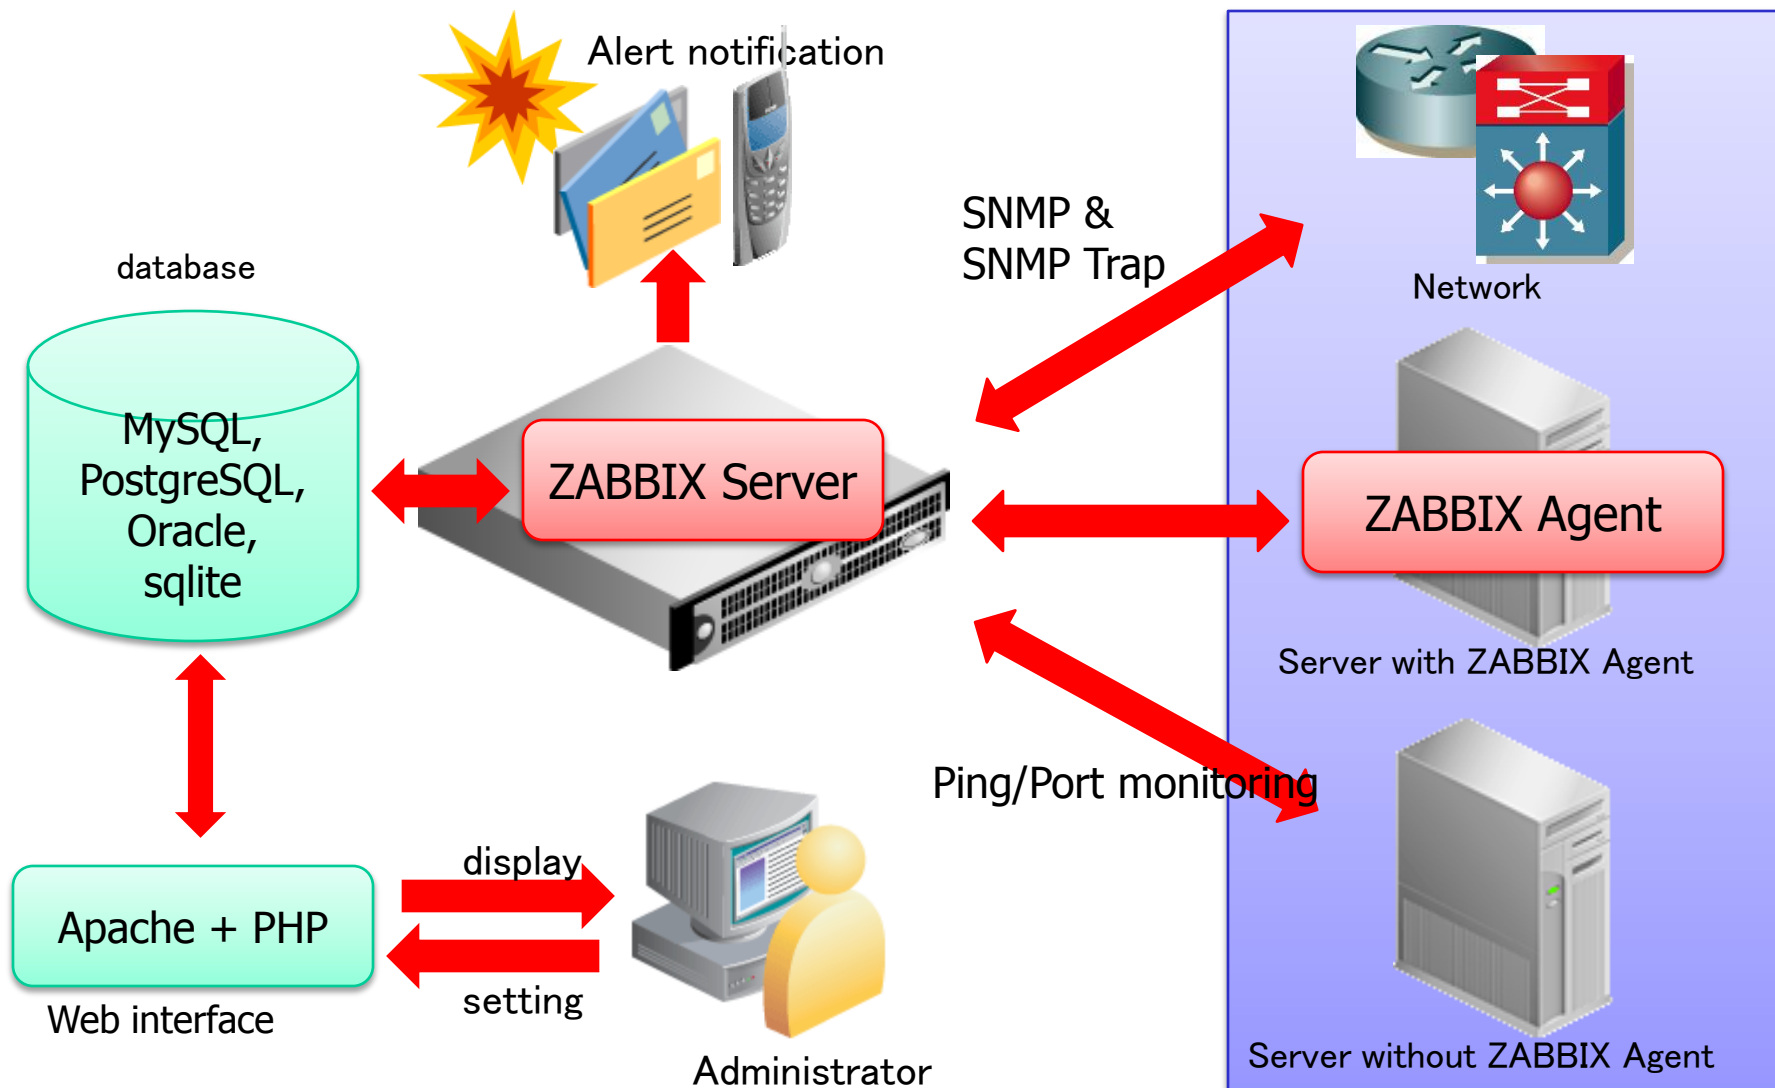 Alert notification
SNMP &
SNMP Trap
Network
database
MySQL,
PostgreSQL,
Oracle,
sqlite
ZABBIX Server
ZABBIX Agent
Server with ZABBIX Agent
Ping/Port monitoring
display
Apache + PHP
setting
Web interface
Administrator
Server without ZABBIX Agent